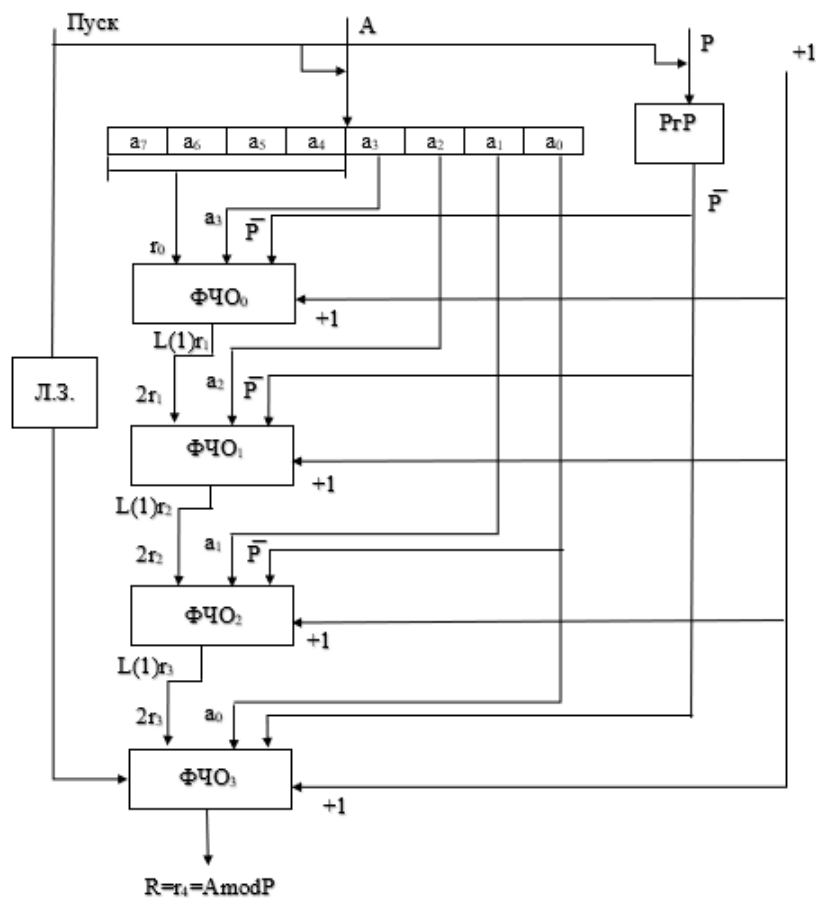 Пуск
A
P
+1
a₇ a₆ a₅ a₄ a₃ a₂ a₁ a₀
РгР
P̅
r₀
a₃
P̅
ФЧО₀
+1
L(1)r₁
2r₁
a₂
P̅
Л.З.
ФЧО₁
+1
L(1)r₂
2r₂
a₁
P̅
ФЧО₂
+1
L(1)r₃
2r₃
a₀
ФЧО₃
+1
R=r₄=AmodP